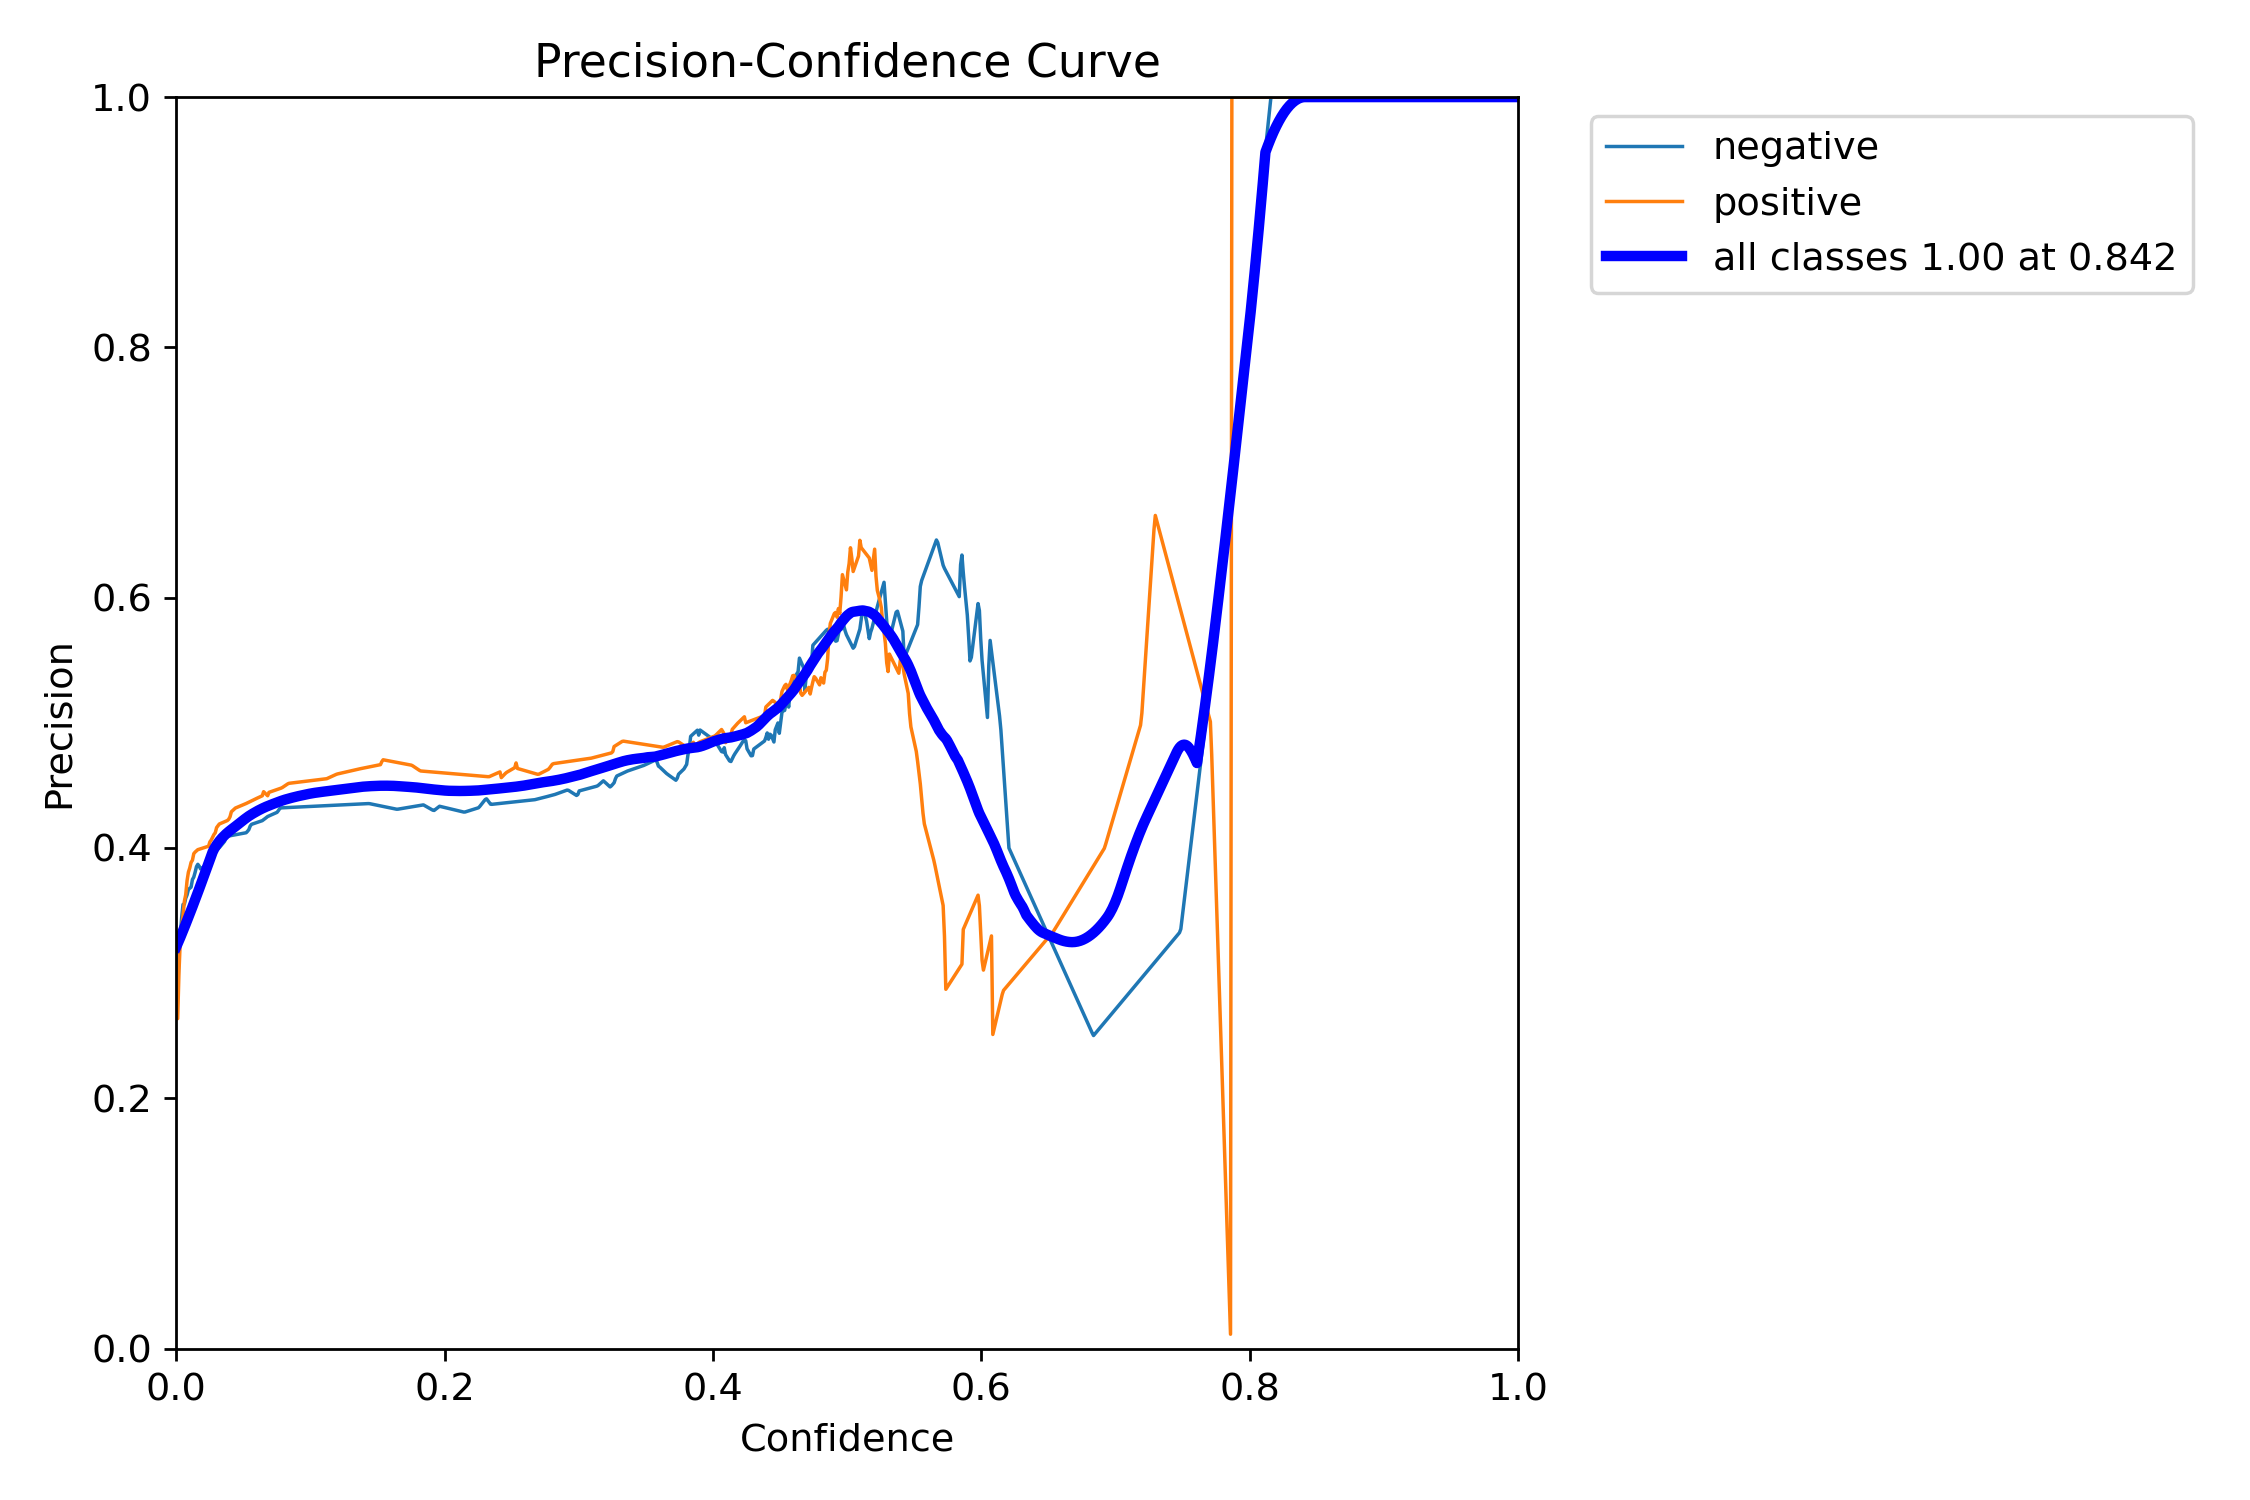 Precision-Confidence Curve
1.0
0.8
0.6
0.4
0.2
0.0
Precision
0.0 0.2 0.4 0.6 0.8 1.0
Confidence
negative
positive
all classes 1.00 at 0.842